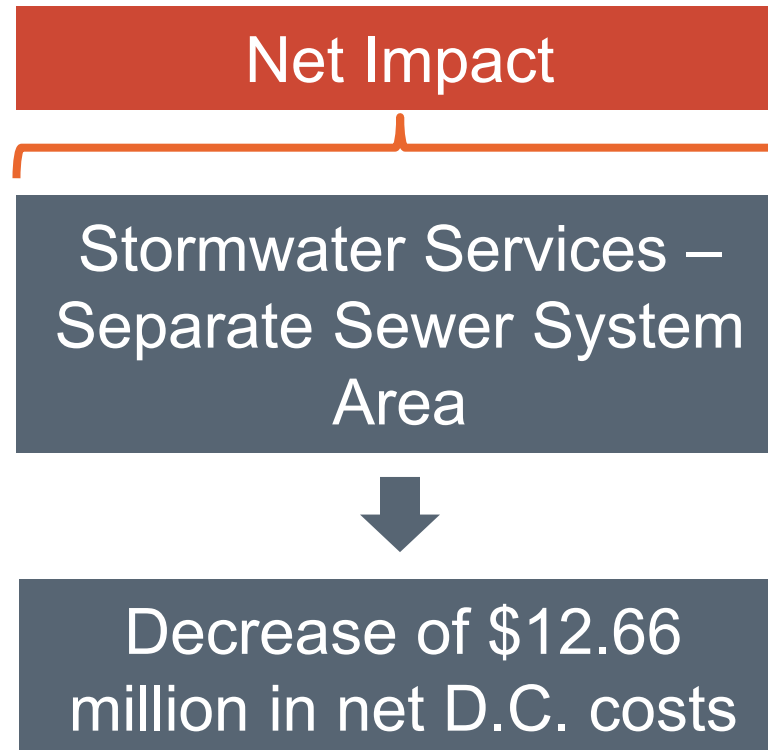 Net Impact
Stormwater Services –
Separate Sewer System
Area
Decrease of $12.66
million in net D.C. costs